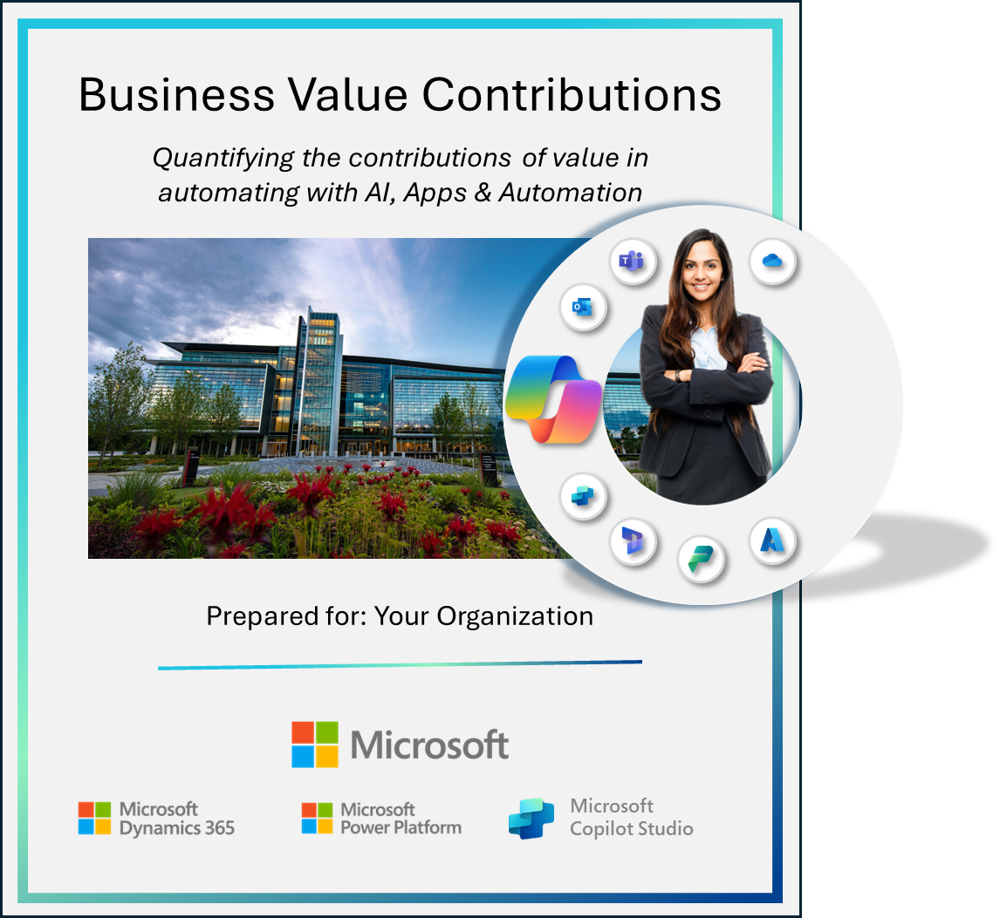 Business Value Contributions
Quantifying the contributions of value in
automating with AI, Apps & Automation
T
O
Prepared for: Your Organization
Microsoft
Microsoft
Dynamics 365
Microsoft
Power Platform
Microsoft
Copilot Studio